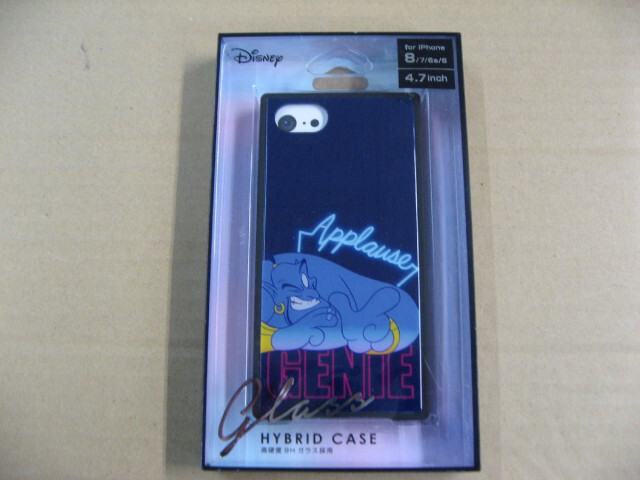 Disney
for iPhone
8/7/6s/6
4.7inch
Applause
GENIE
Glass
HYBRID CASE
高硬度 9H ガラス採用